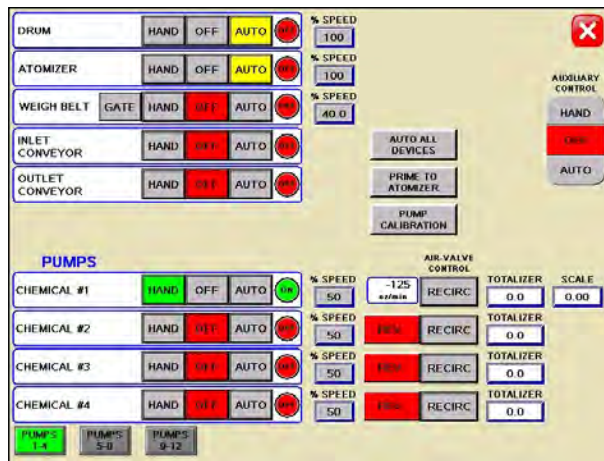 % SPEED
DRUM HAND OFF AUTO OFF 100
% SPEED
ATOMIZER HAND OFF AUTO OFF 100
AUXILIARY
CONTROL
% SPEED
WEIGH BELT GATE HAND OFF AUTO OFF 40.0
HAND
OFF
AUTO
INLET
CONVEYOR HAND OFF AUTO OFF
OUTLET
CONVEYOR HAND OFF AUTO OFF
AUTO ALL
DEVICES
PRIME TO
ATOMIZER
PUMP
CALIBRATION
PUMPS
AIR-VALVE
CONTROL
% SPEED TOTALIZER SCALE
CHEMICAL #1 HAND OFF AUTO ON 50 -125 RECIRC 0.0 0.00
oz/min
% SPEED TOTALIZER
CHEMICAL #2 HAND OFF AUTO OFF 50 RECIRC 0.0
% SPEED TOTALIZER
CHEMICAL #3 HAND OFF AUTO OFF 50 RECIRC 0.0
% SPEED TOTALIZER
CHEMICAL #4 HAND OFF AUTO OFF 50 RECIRC 0.0
PUMPS PUMPS PUMPS
1-4 5-8 9-12